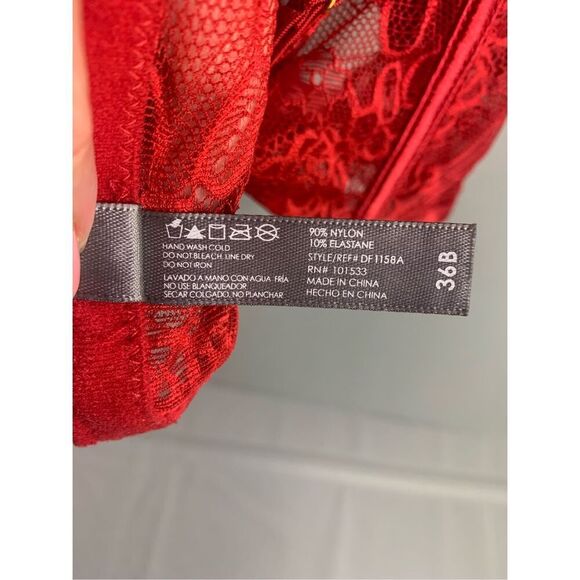 HAND WASH COLD
DO NOT BLEACH. LINE DRY
DO NOT IRON
LAVADO A MANO CON AGUA FRÍA
NO USE BLANQUEADOR
SECAR COLGADO, NO PLANCHAR
90% NYLON
10% ELASTANE
STYLE/REF# DF1158A
RN# 101533
MADE IN CHINA
HECHO EN CHINA
36B